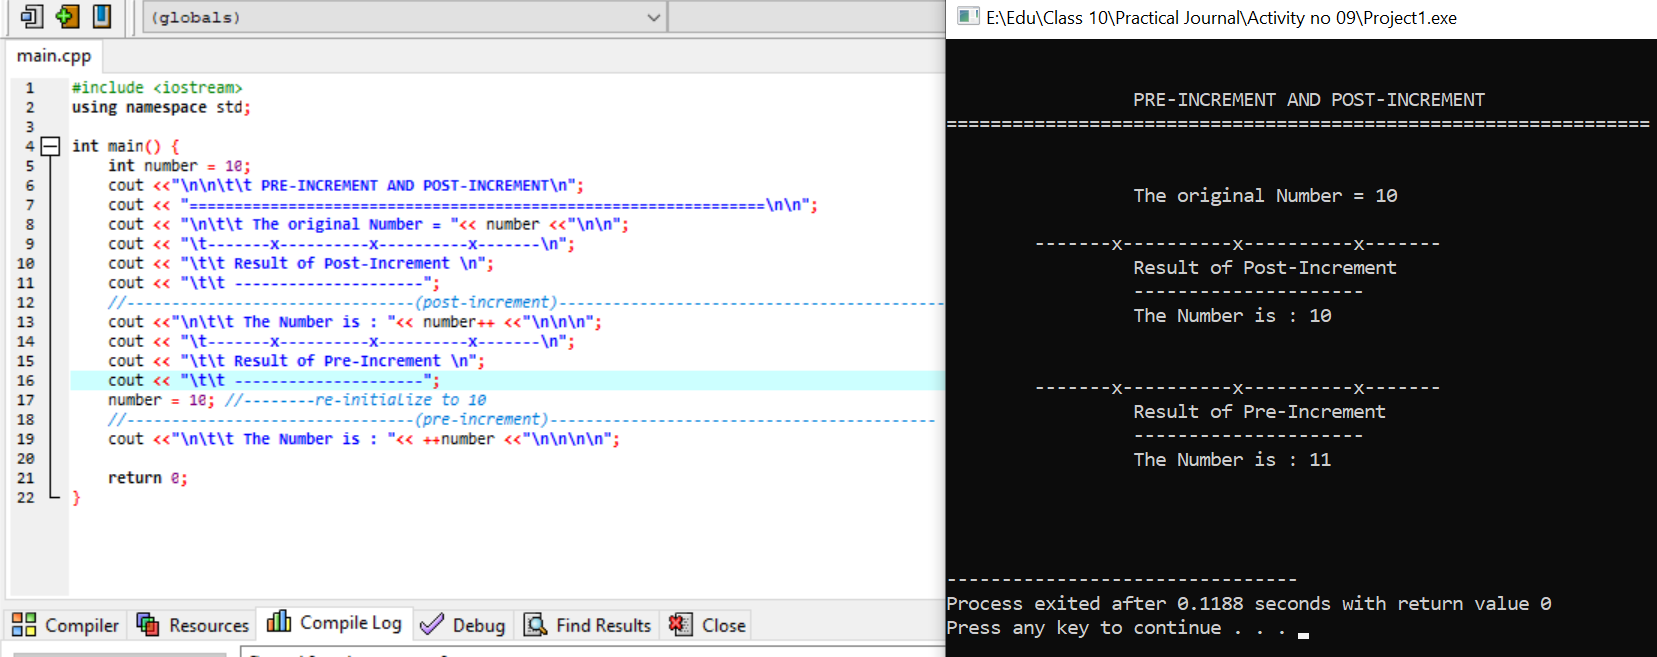 (globals)
main.cpp
1 #include <iostream>
2 using namespace std;
3
4 int main() {
5 int number = 10;
6 cout <<"\n\n\t\t PRE-INCREMENT AND POST-INCREMENT\n";
7 cout << "================================================================\n\n";
8 cout << "\n\t\t The original Number = "<< number <<"\n\n";
9 cout << "\t-------x----------x----------x-------\n";
10 cout << "\t\t Result of Post-Increment \n";
11 cout << "\t\t ---------------------";
12 //--------------------------------(post-increment)-------------------------------------------
13 cout <<"\n\t\t The Number is : "<< number++ <<"\n\n\n";
14 cout << "\t-------x----------x----------x-------\n";
15 cout << "\t\t Result of Pre-Increment \n";
16 cout << "\t\t ---------------------";
17 number = 10; //--------re-initialize to 10
18 //--------------------------------(pre-increment)-------------------------------------------
19 cout <<"\n\t\t The Number is : "<< ++number <<"\n\n\n\n";
20
21 return 0;
22 }
Compiler Resources Compile Log Debug Find Results Close
E:\Edu\Class 10\Practical Journal\Activity no 09\Project1.exe
PRE-INCREMENT AND POST-INCREMENT
================================================================
The original Number = 10
-------x----------x----------x-------
Result of Post-Increment
---------------------
The Number is : 10
-------x----------x----------x-------
Result of Pre-Increment
---------------------
The Number is : 11
--------------------------------
Process exited after 0.1188 seconds with return value 0
Press any key to continue . . .